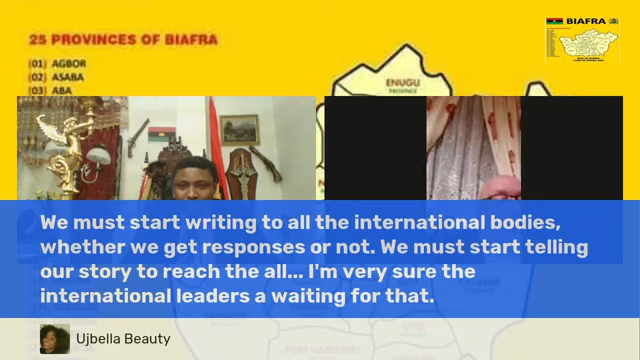 25 PROVINCES OF BIAFRA
BIAFRA
(01) AGBOR
(02) ASABA
(03) ABA
ENUGU
PROVINCE
We must start writing to all the international bodies,
whether we get responses or not. We must start telling
our story to reach the all... I'm very sure the
international leaders a waiting for that.
Ujbella Beauty